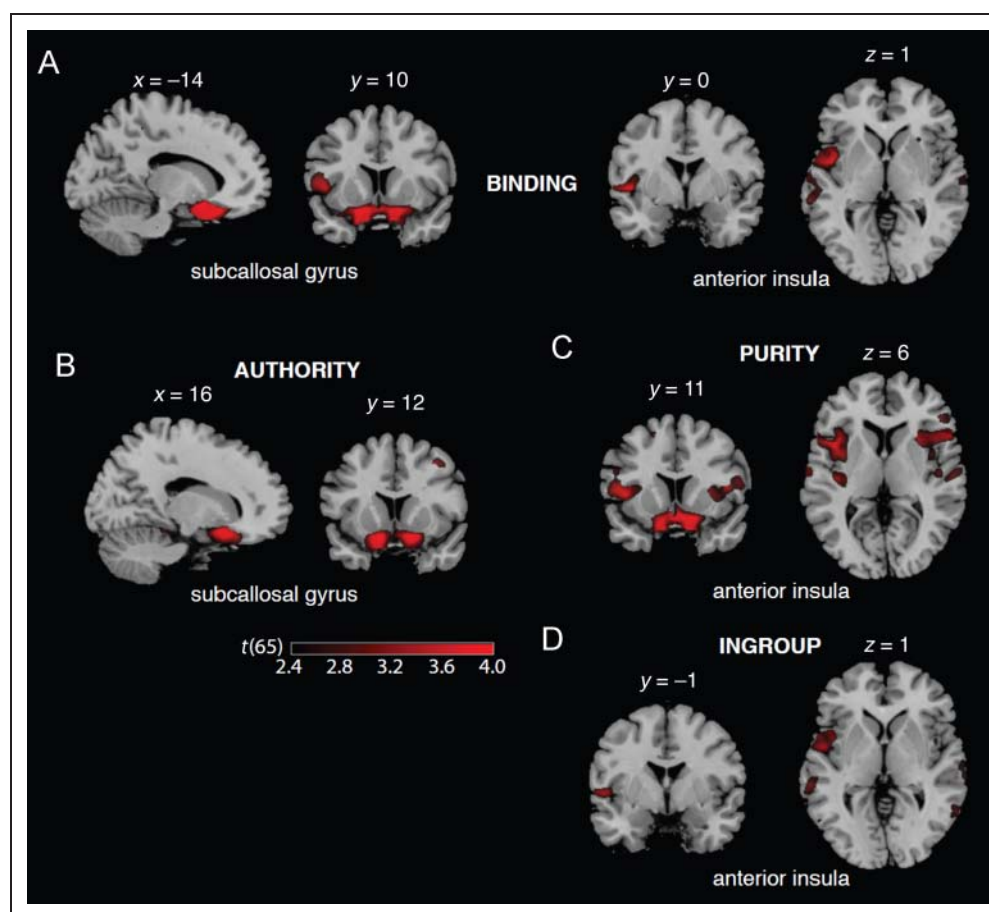 A
x = −14
y = 10
BINDING
y = 0
z = 1
subcallosal gyrus
anterior insula
B
AUTHORITY
x = 16
y = 12
subcallosal gyrus
t(65)
2.4 2.8 3.2 3.6 4.0
C
PURITY
z = 6
y = 11
anterior insula
D
INGROUP
z = 1
y = −1
anterior insula